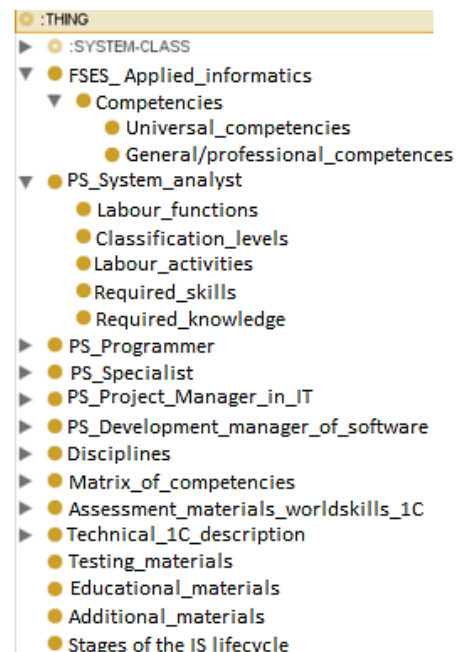 :THING
:SYSTEM-CLASS
FSES_ Applied_informatics
Competencies
Universal_competencies
General/professional_competences
PS_System_analyst
Labour_functions
Classification_levels
Labour_activities
Required_skills
Required_knowledge
PS_Programmer
PS_Specialist
PS_Project_Manager_in_IT
PS_Development_manager_of_software
Disciplines
Matrix_of_competencies
Assessment_materials_worldskills_1C
Technical_1C_description
Testing_materials
Educational_materials
Additional_materials
Stages of the IS lifecycle